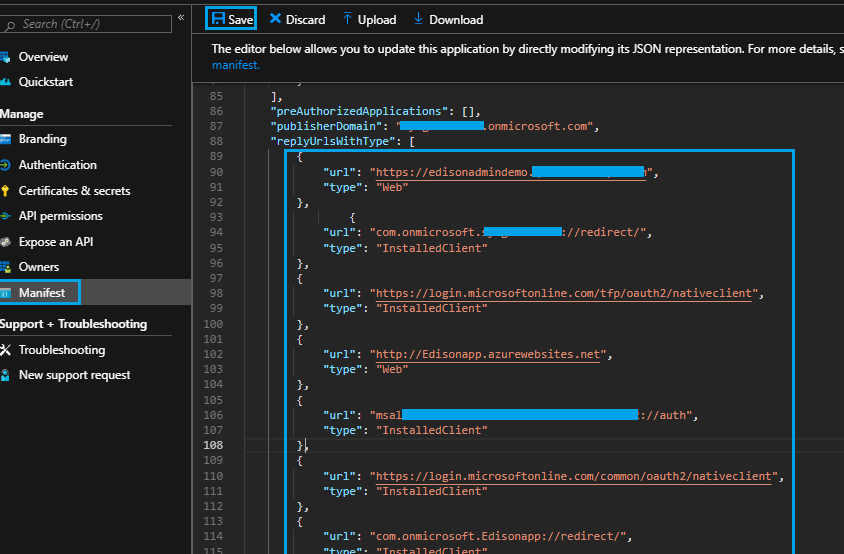 Search (Ctrl+/)
«
Overview
Quickstart
Manage
Branding
Authentication
Certificates & secrets
API permissions
Expose an API
Owners
Manifest
Support + Troubleshooting
Troubleshooting
New support request
Save Discard Upload Download
The editor below allows you to update this application by directly modifying its JSON representation. For more details, s
manifest.
85 ],
86 "preAuthorizedApplications": [],
87 "publisherDomain": " .onmicrosoft.com",
88 "replyUrlsWithType": [
89 {
90 "url": "https://edisonadmindemo. ",
91 "type": "Web"
92 },
93 {
94 "url": "com.onmicrosoft. ://redirect/",
95 "type": "InstalledClient"
96 },
97 {
98 "url": "https://login.microsoftonline.com/tfp/oauth2/nativeclient",
99 "type": "InstalledClient"
100 },
101 {
102 "url": "http://Edisonapp.azurewebsites.net",
103 "type": "Web"
104 },
105 {
106 "url": "msal ://auth",
107 "type": "InstalledClient"
108 },
109 {
110 "url": "https://login.microsoftonline.com/common/oauth2/nativeclient",
111 "type": "InstalledClient"
112 },
113 {
114 "url": "com.onmicrosoft.Edisonapp://redirect/",
115 "type": "InstalledClient"